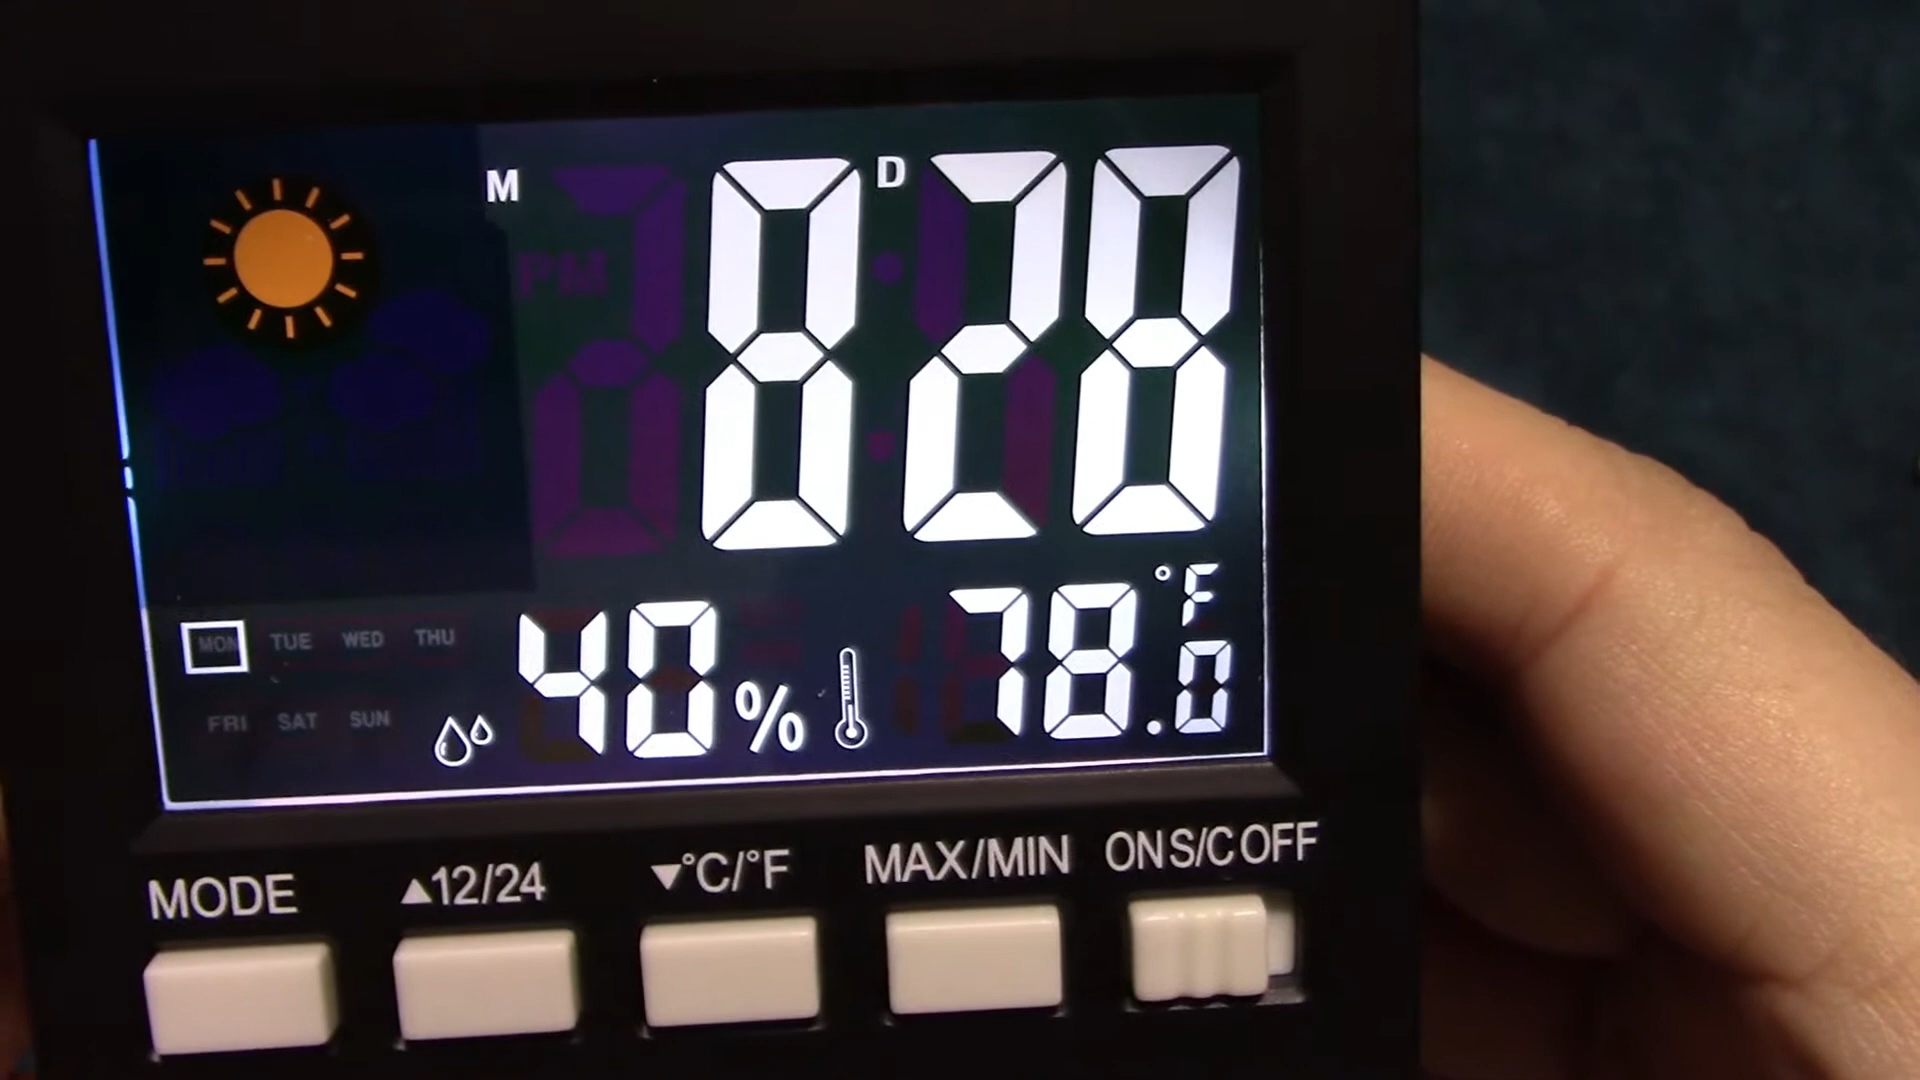 M 8 D 28
PM
MON TUE WED THU
FRI SAT SUN
40% 78.0 °F
MODE ▲12/24 ▼°C/°F MAX/MIN ON S/C OFF